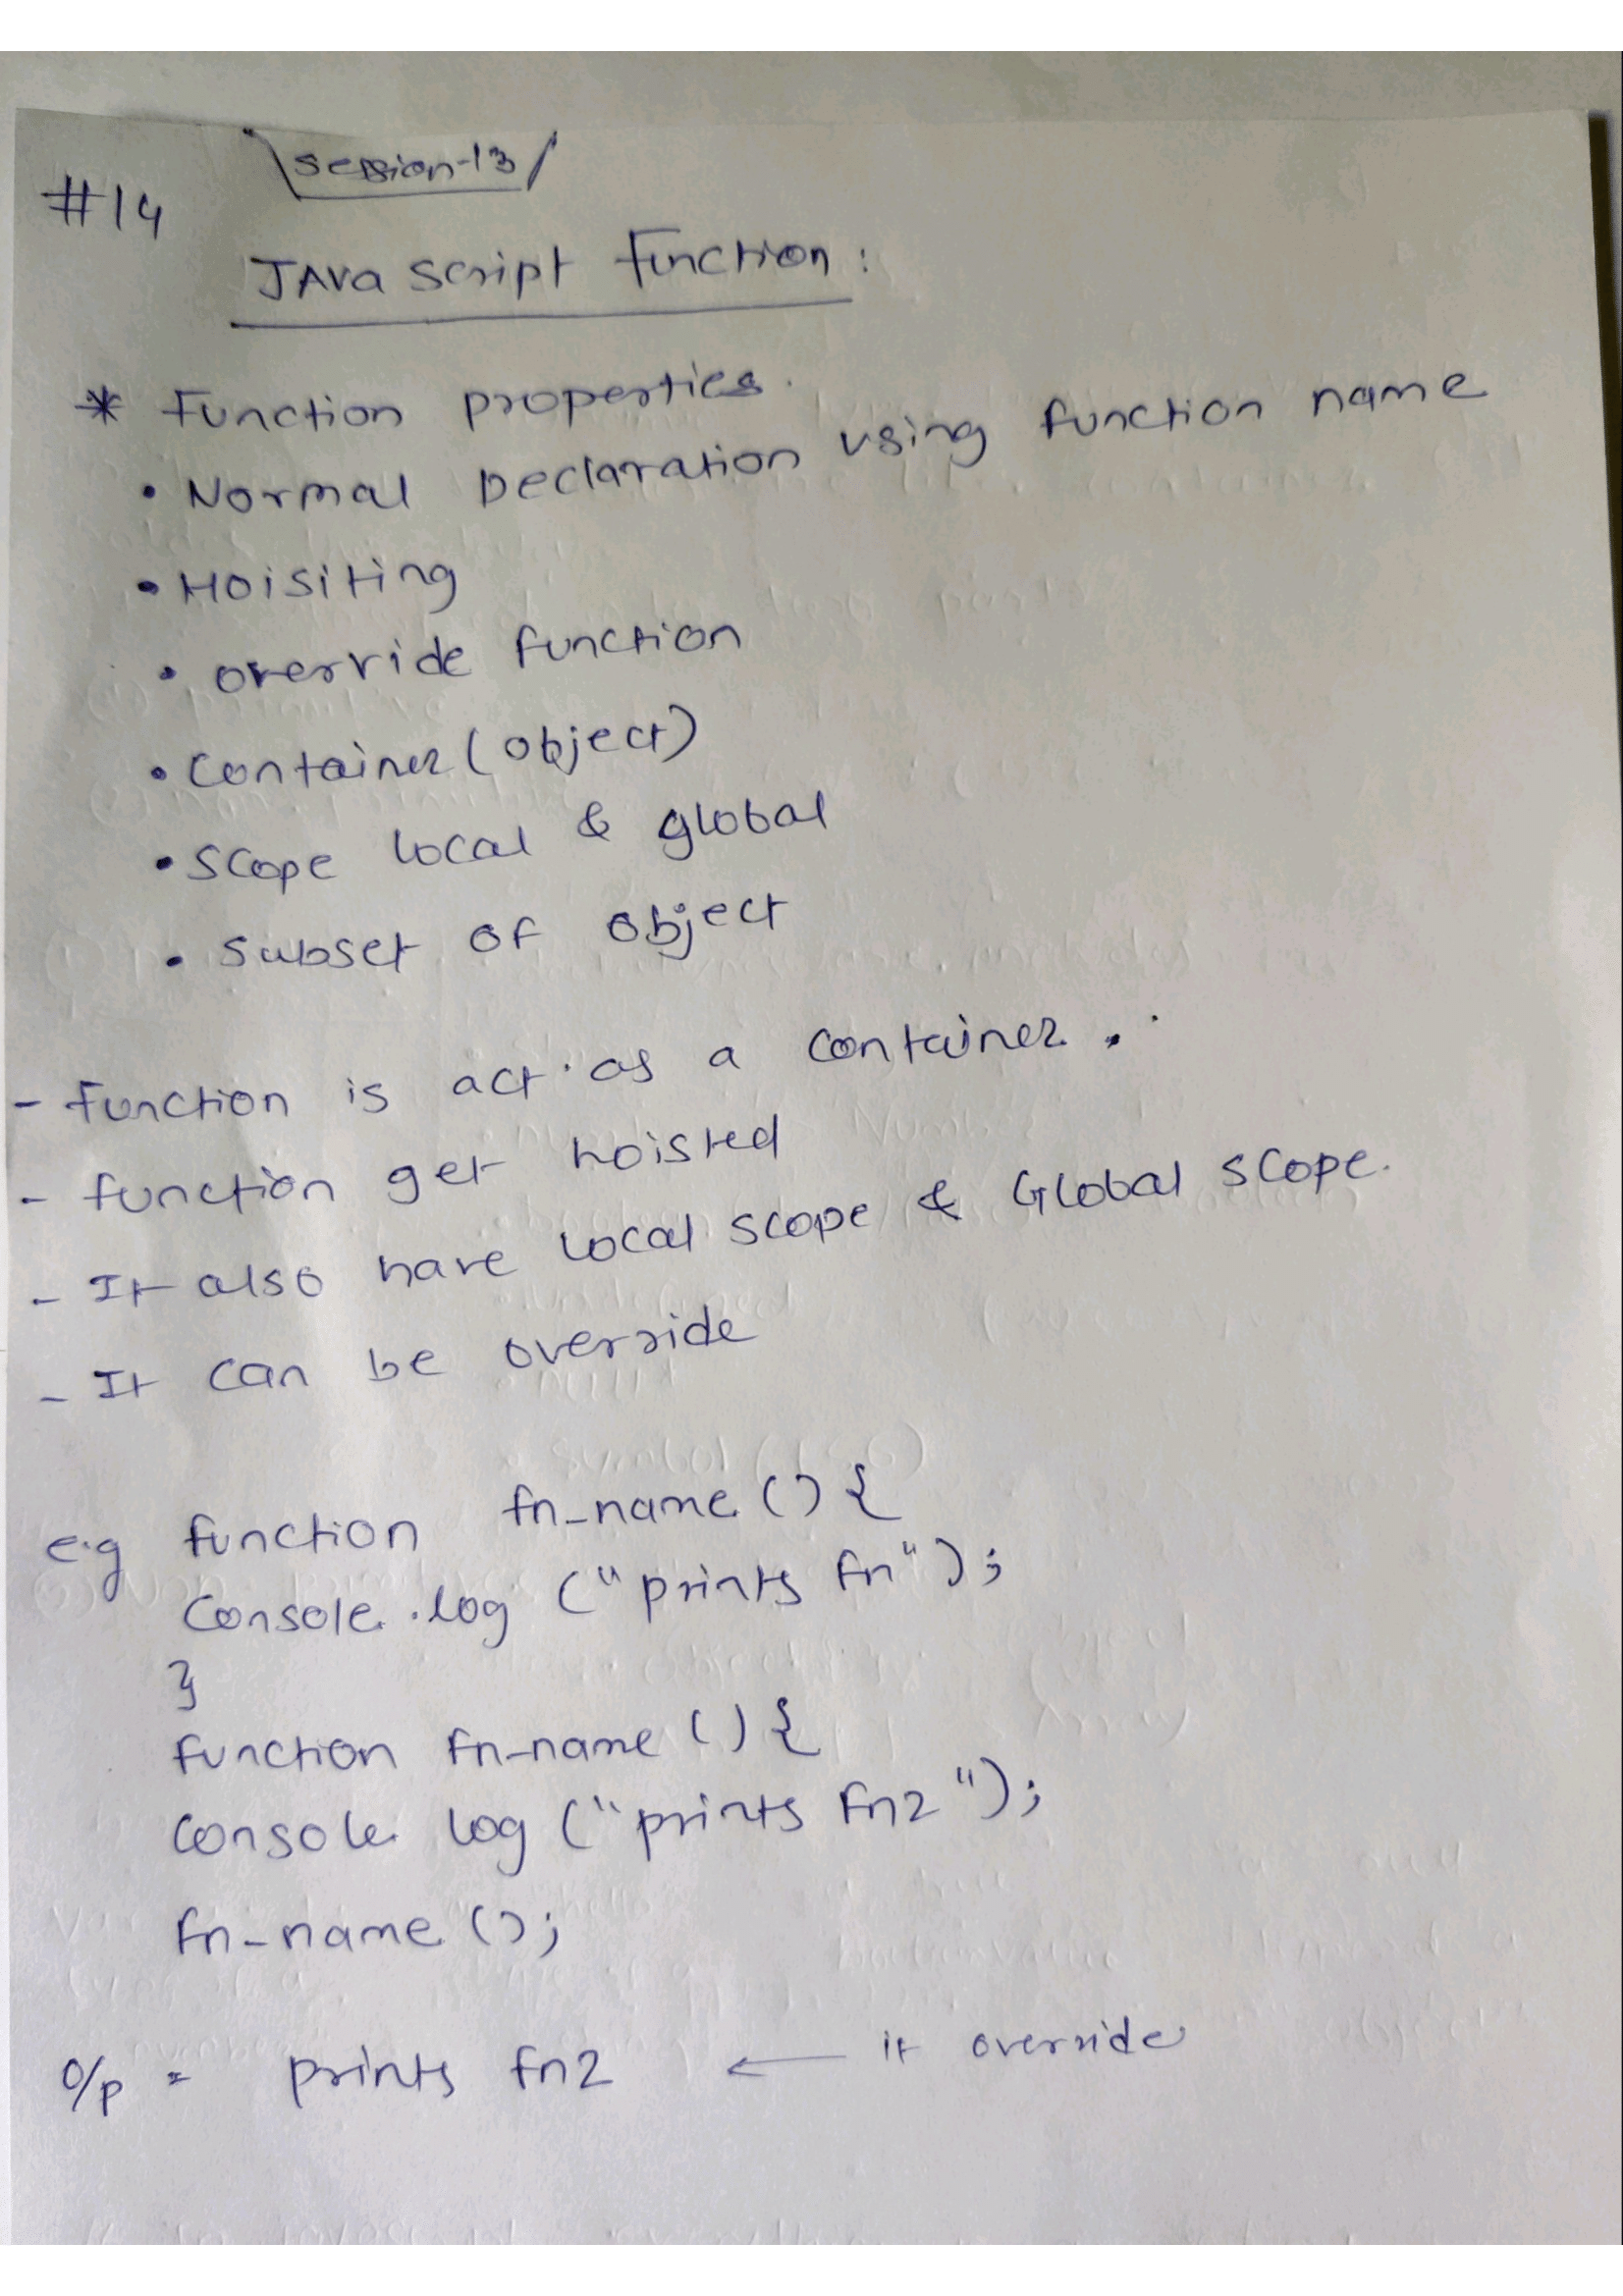 session-13
#14
JAVa script Function :
* Function properties.
• Normal Declaration using function name
• Hoisiting
• override function
• Container (object)
• Scope local & global
• Subset of object
- Function is act as a container .
- function get hoisted
- It also have local scope & Global scope.
- It can be override
e.g function fn_name () {
Console.log ("prints fn");
}
function fn-name () {
Console log ("prints fn2");
fn-name ();
O/p = prints fn2 ← it override